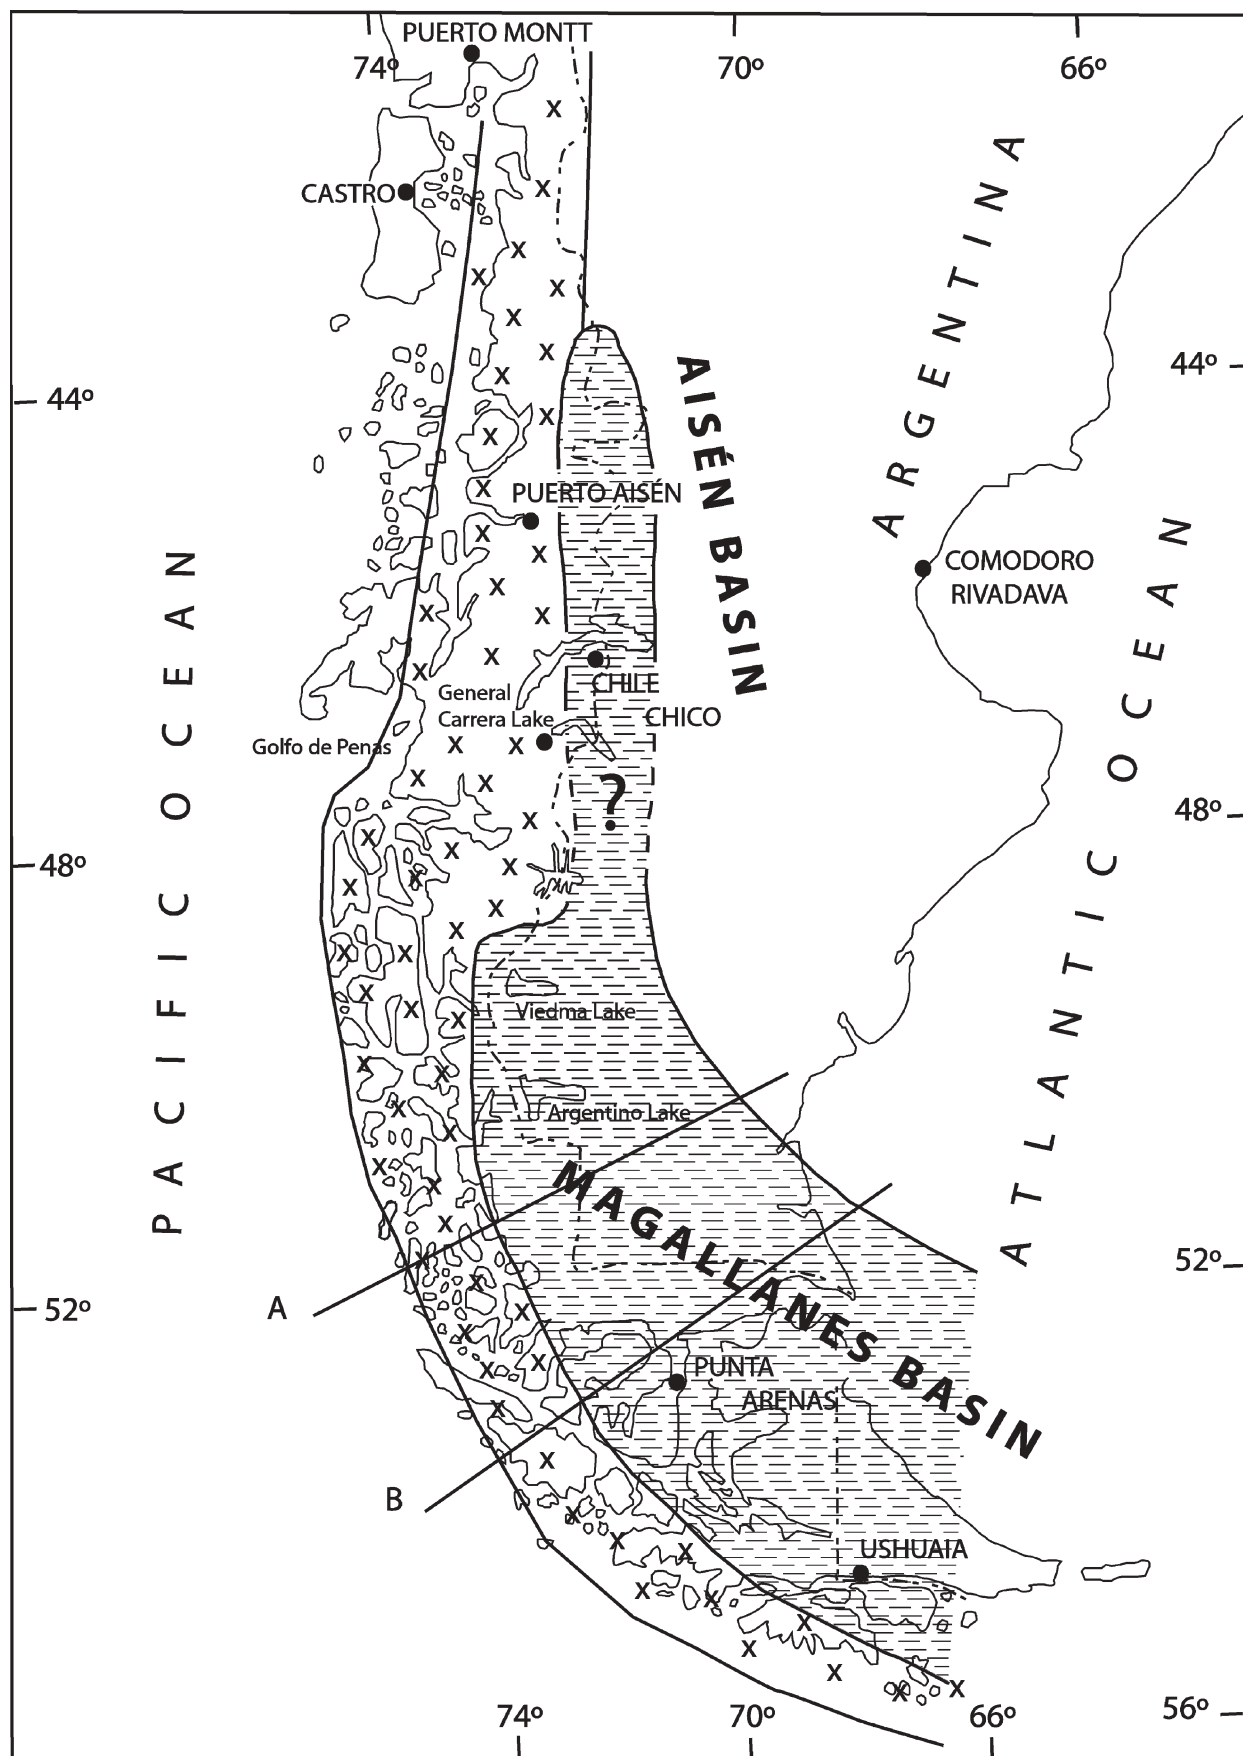 PUERTO MONTT
74º
70º
66º
CASTRO
ARGENTINA
44º
44º
AISÉN BASIN
PUERTO AISÉN
COMODORO
RIVADAVA
PACIFIC OCEAN
ATLANTIC OCEAN
General
Carrera Lake
CHILE
CHICO
Golfo de Penas
?
48º
48º
Viedma Lake
Argentino Lake
MAGALLANES BASIN
52º
52º
A
PUNTA
ARENAS
B
USHUAIA
74º
70º
66º
56º